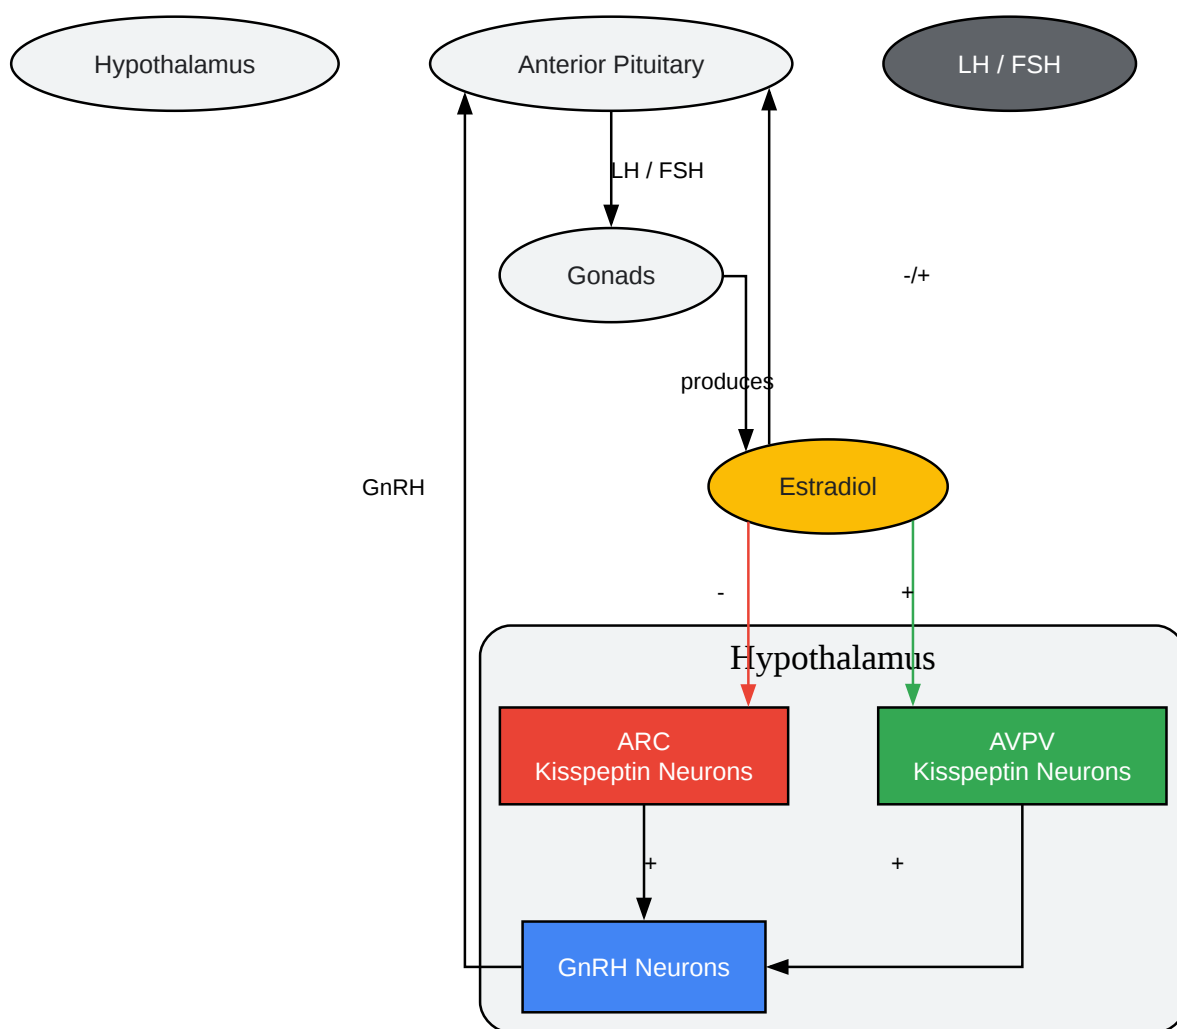 Hypothalamus
Anterior Pituitary
LH / FSH
LH / FSH
Gonads
-/+
produces
Estradiol
GnRH
-
+
Hypothalamus
ARC
Kisspeptin Neurons
AVPV
Kisspeptin Neurons
+
+
GnRH Neurons